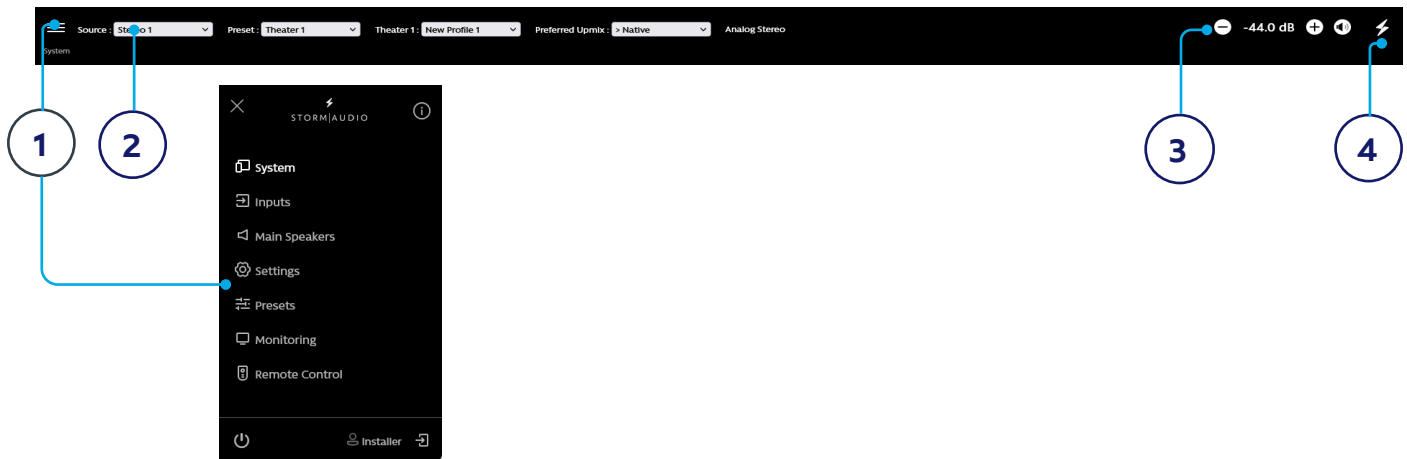 Source : Stereo 1 Preset : Theater 1 Theater 1 : New Profile 1 Preferred Upmix : > Native Analog Stereo -44.0 dB
System
1 2 3 4
STORM|AUDIO
System
Inputs
Main Speakers
Settings
Presets
Monitoring
Remote Control
Installer